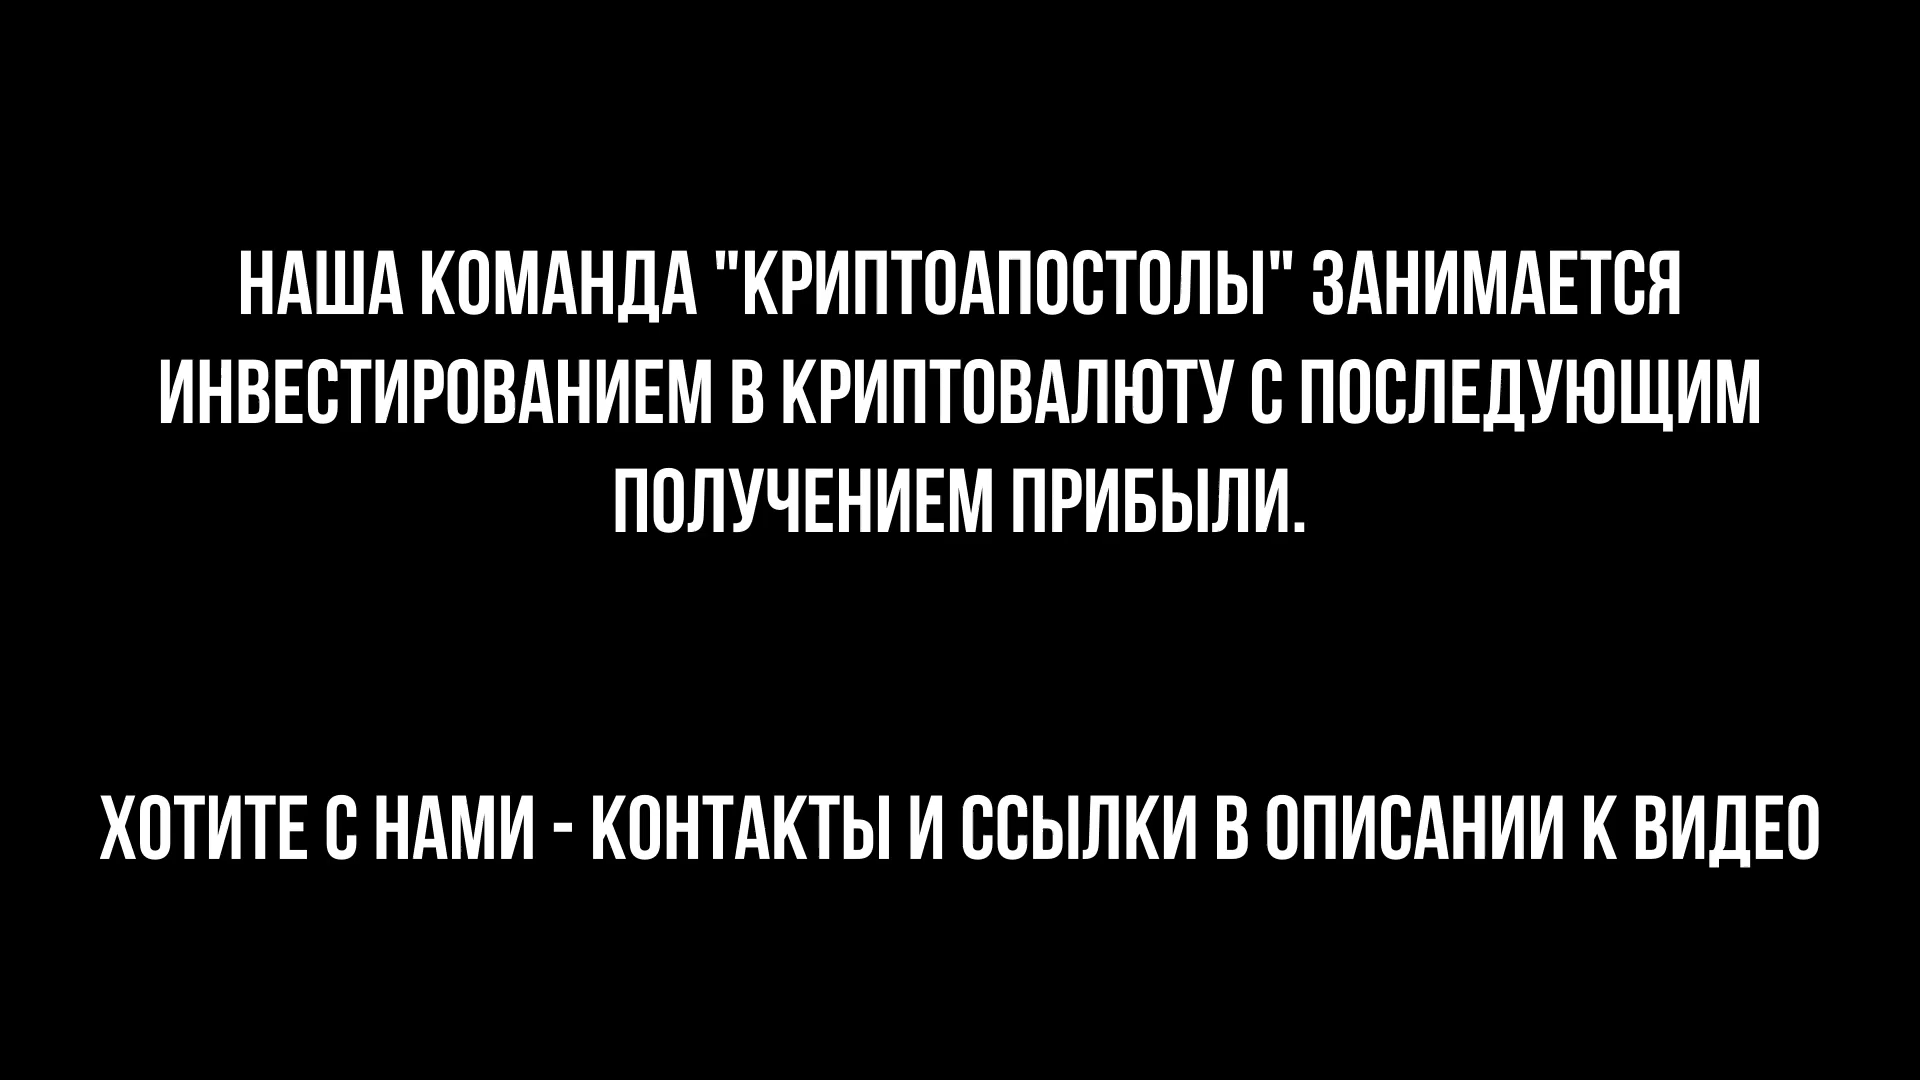 НАША КОМАНДА "КРИПТОАПОСТОЛЫ" ЗАНИМАЕТСЯ
ИНВЕСТИРОВАНИЕМ В КРИПТОВАЛЮТУ С ПОСЛЕДУЮЩИМ
ПОЛУЧЕНИЕМ ПРИБЫЛИ.
ХОТИТЕ С НАМИ - КОНТАКТЫ И ССЫЛКИ В ОПИСАНИИ К ВИДЕО